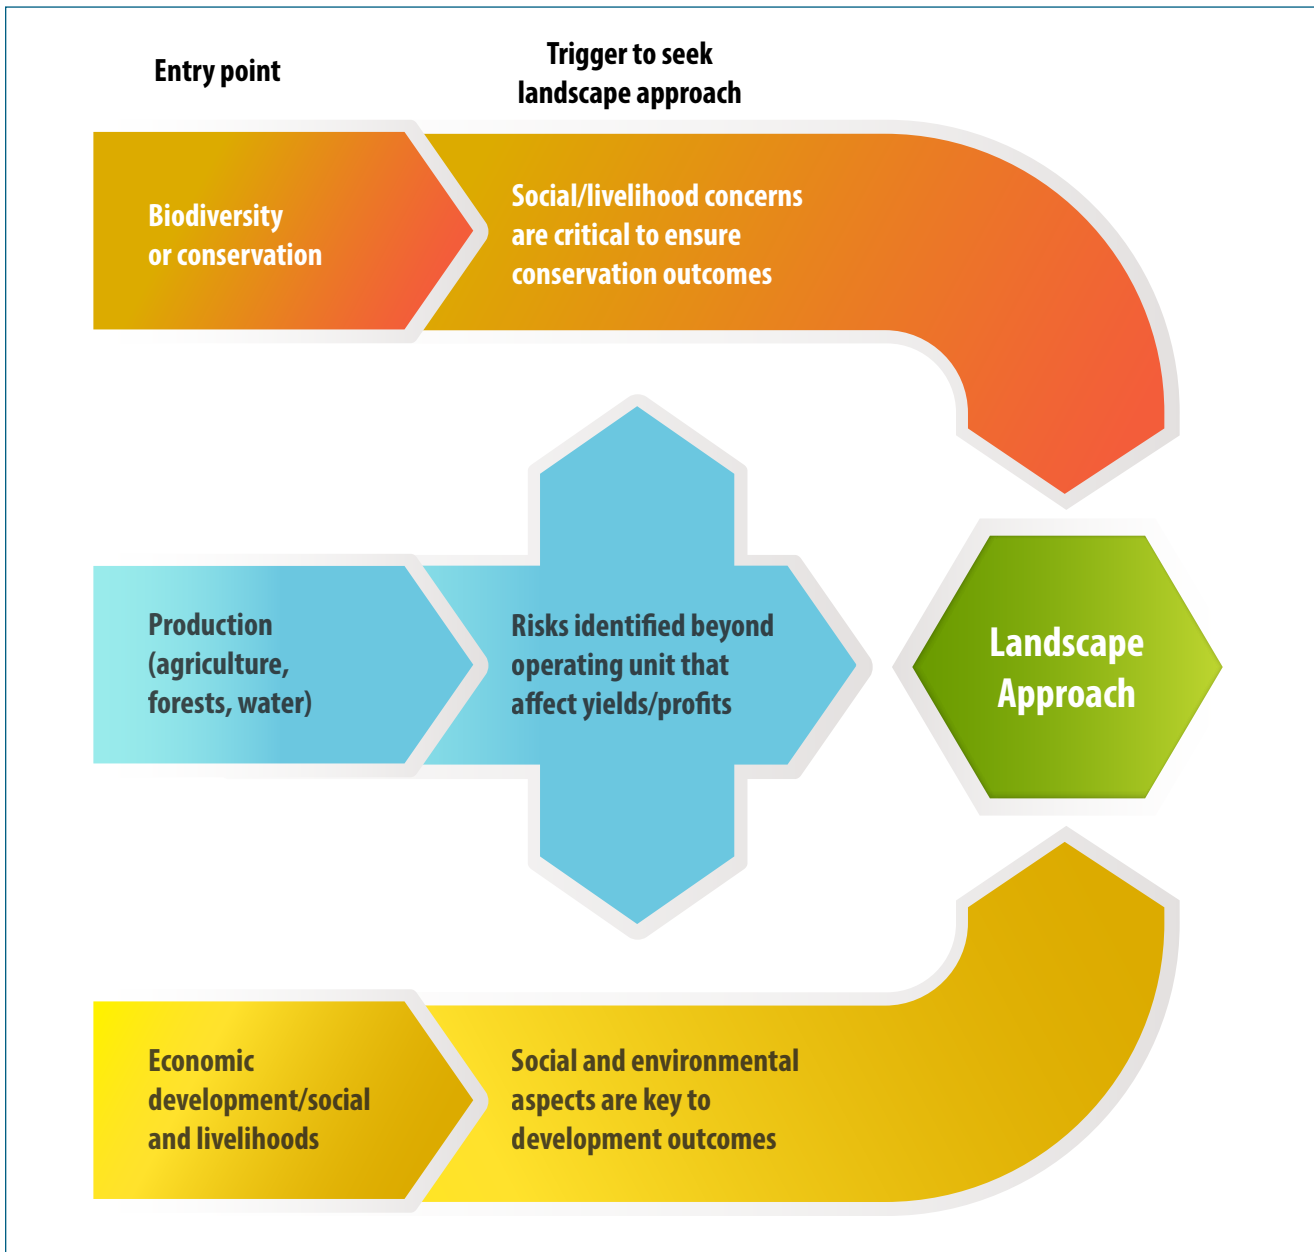 Entry point
Trigger to seek
landscape approach
Biodiversity
or conservation
Social/livelihood concerns
are critical to ensure
conservation outcomes
Production
(agriculture,
forests, water)
Risks identified beyond
operating unit that
affect yields/profits
Landscape
Approach
Economic
development/social
and livelihoods
Social and environmental
aspects are key to
development outcomes